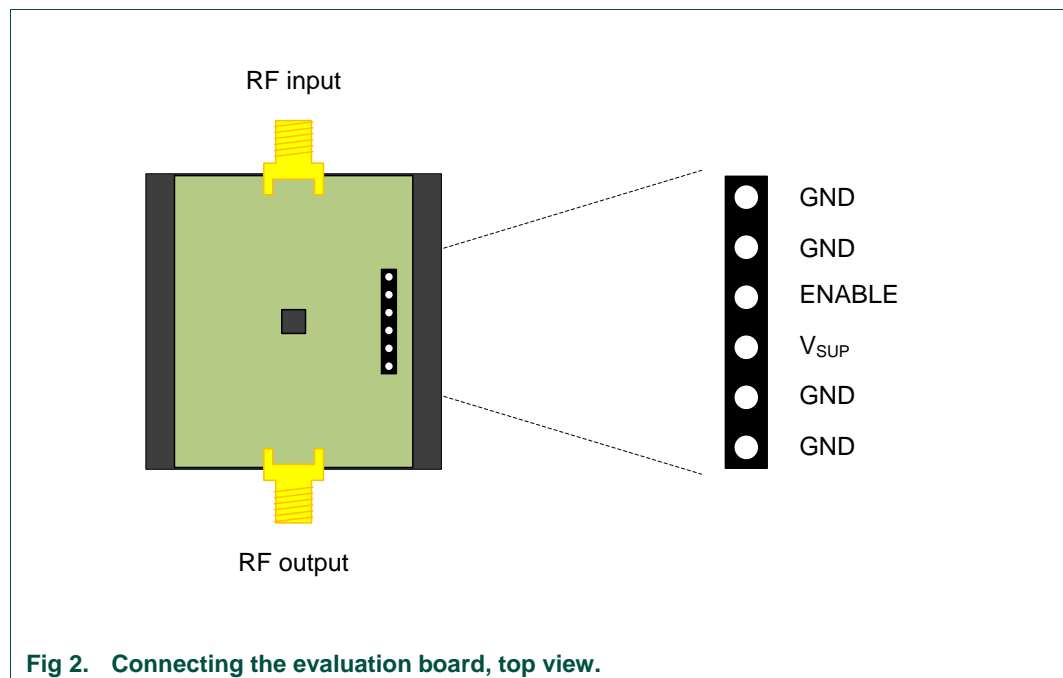 RF input
GND
GND
ENABLE
VSUP
GND
GND
RF output
Fig 2. Connecting the evaluation board, top view.